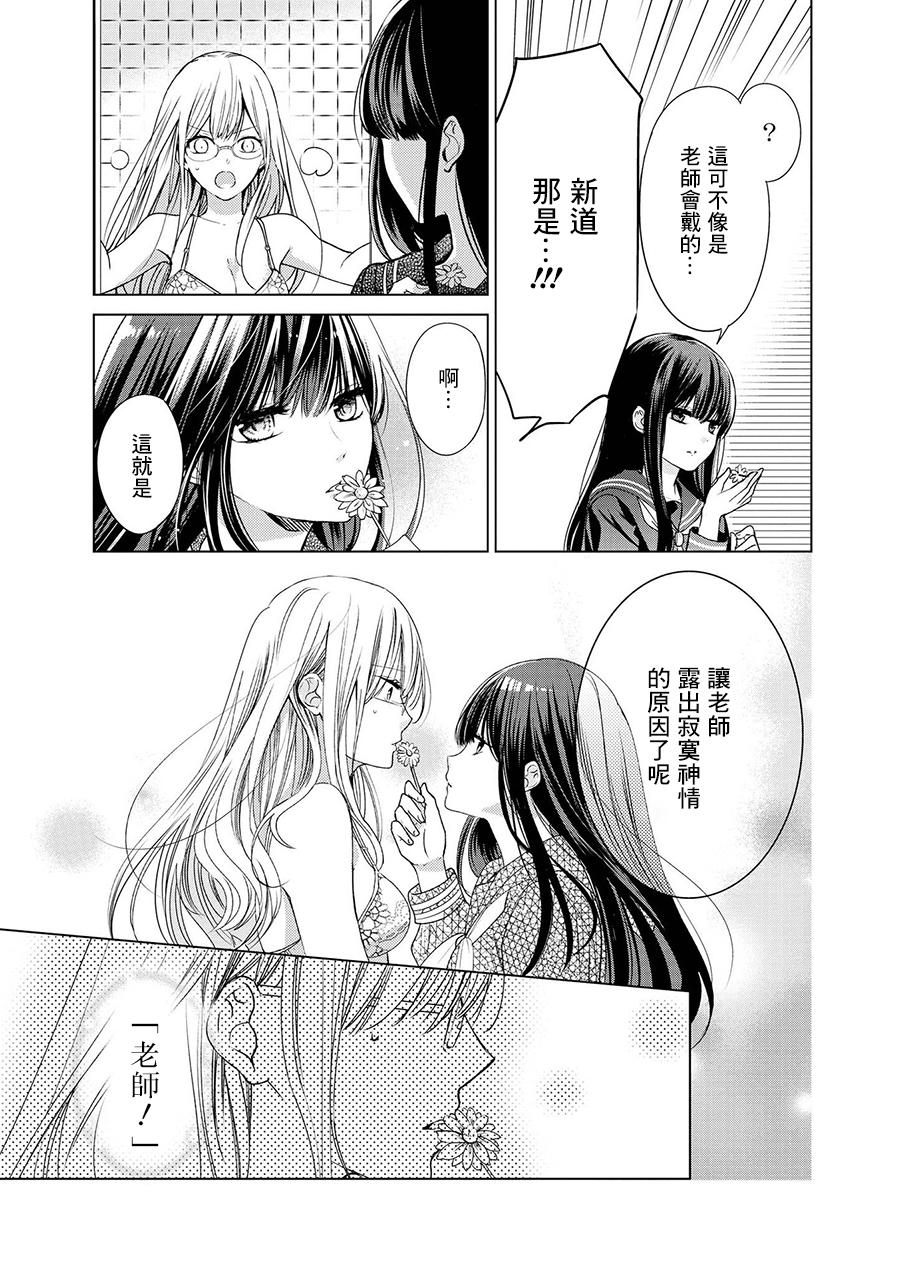 ？
這可不像是
老師會戴的…
新道
那是…!!!
啊…
這就是
讓老師
露出寂寞神情
的原因了呢
「老師！」